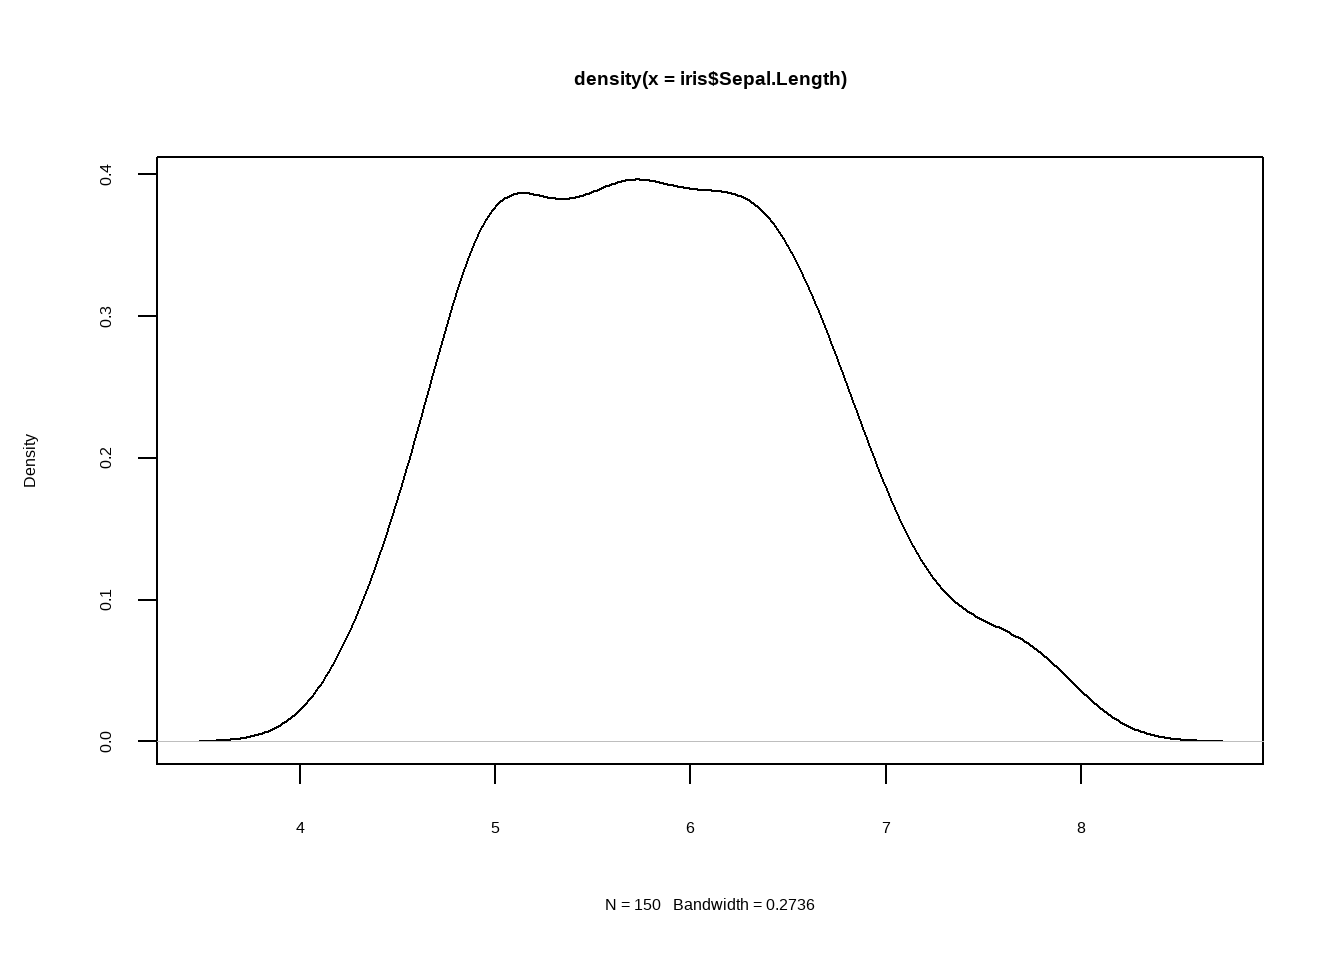 density(x = iris$Sepal.Length)
Density
0.4
0.3
0.2
0.1
0.0
4 5 6 7 8
N = 150 Bandwidth = 0.2736